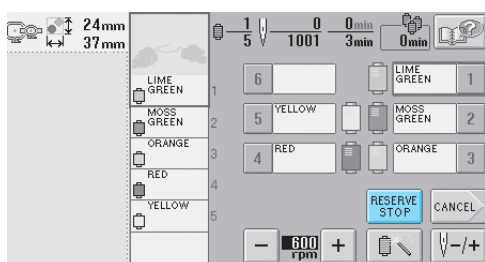 24mm
37mm
1
5
0
1001
0min
3min
0min
LIME
GREEN
1
MOSS
GREEN
2
ORANGE
3
RED
4
YELLOW
5
6
5
YELLOW
4
RED
LIME
GREEN
1
MOSS
GREEN
2
ORANGE
3
RESERVE
STOP
CANCEL
−
600
rpm
+
−/+